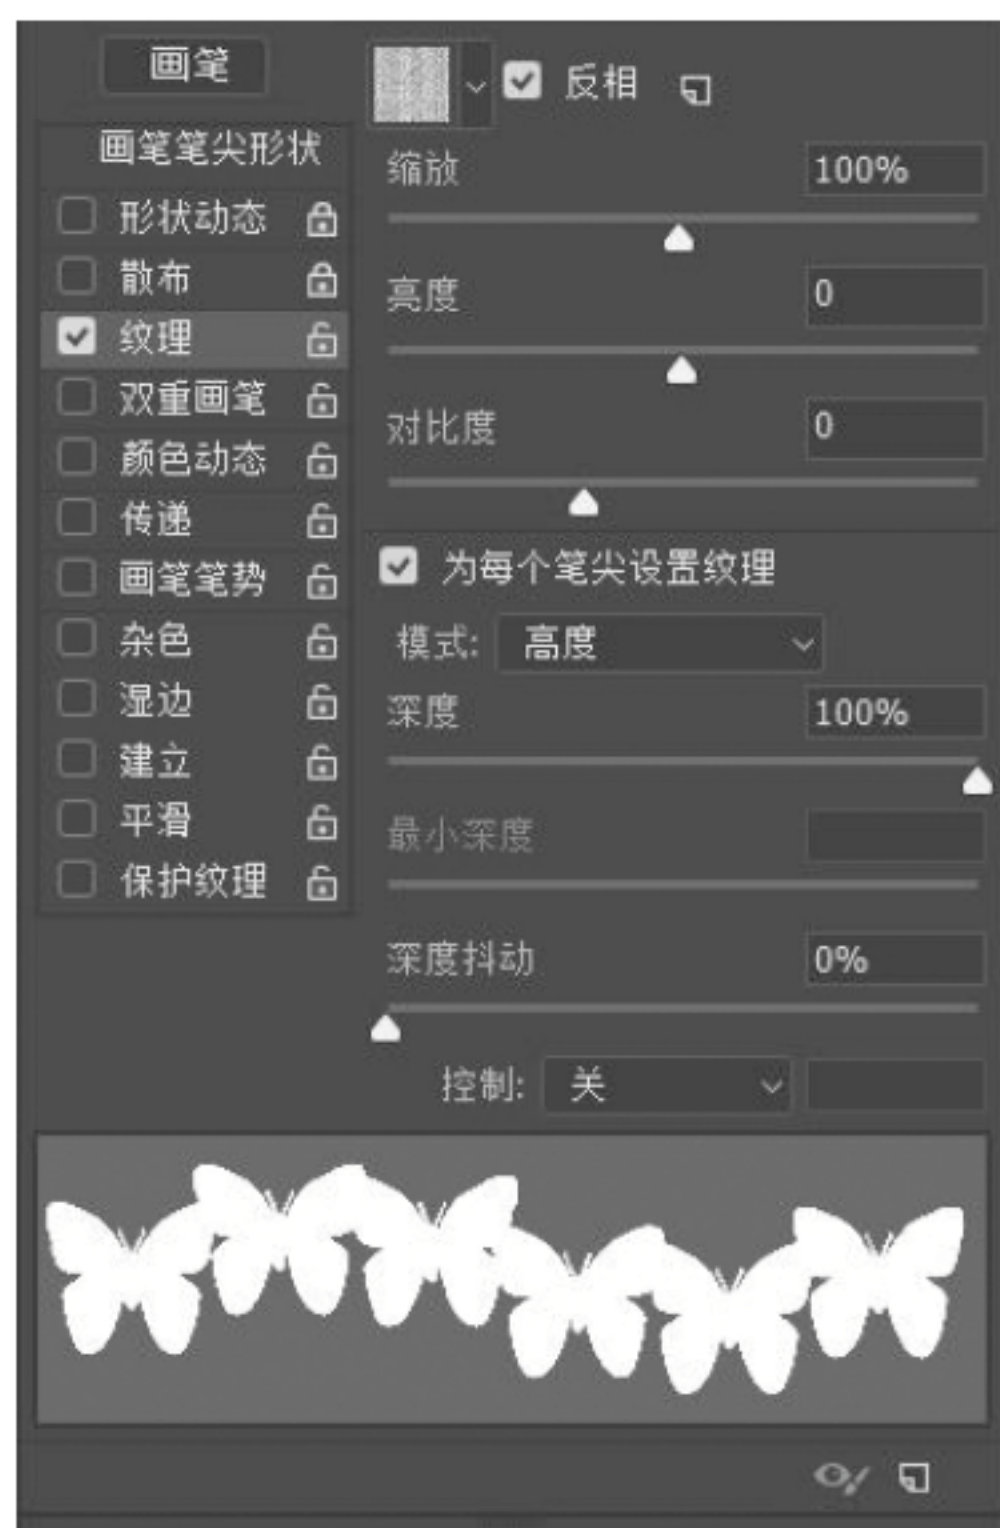 画笔
反相
画笔笔尖形状
形状动态
散布
纹理
双重画笔
颜色动态
传递
画笔笔势
杂色
湿边
建立
平滑
保护纹理
缩放 100%
亮度 0
对比度 0
为每个笔尖设置纹理
模式: 高度
深度 100%
最小深度
深度抖动 0%
控制: 关